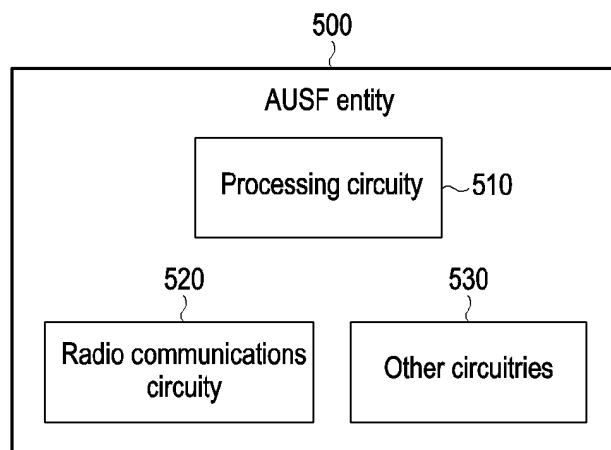 500
AUSF entity
Processing circuity
510
520
530
Radio communications
circuity
Other circuitries